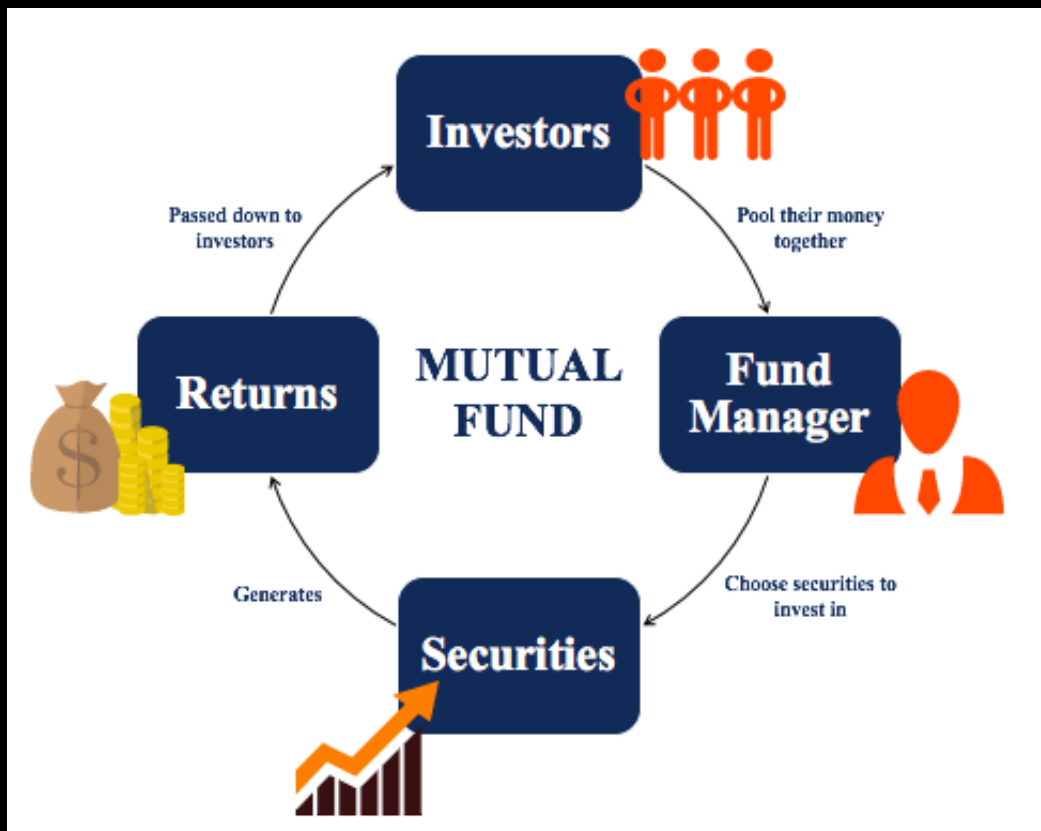 Investors
Passed down to
investors
Pool their money
together
Returns
MUTUAL
FUND
Fund
Manager
$
Generates
Choose securities to
invest in
Securities